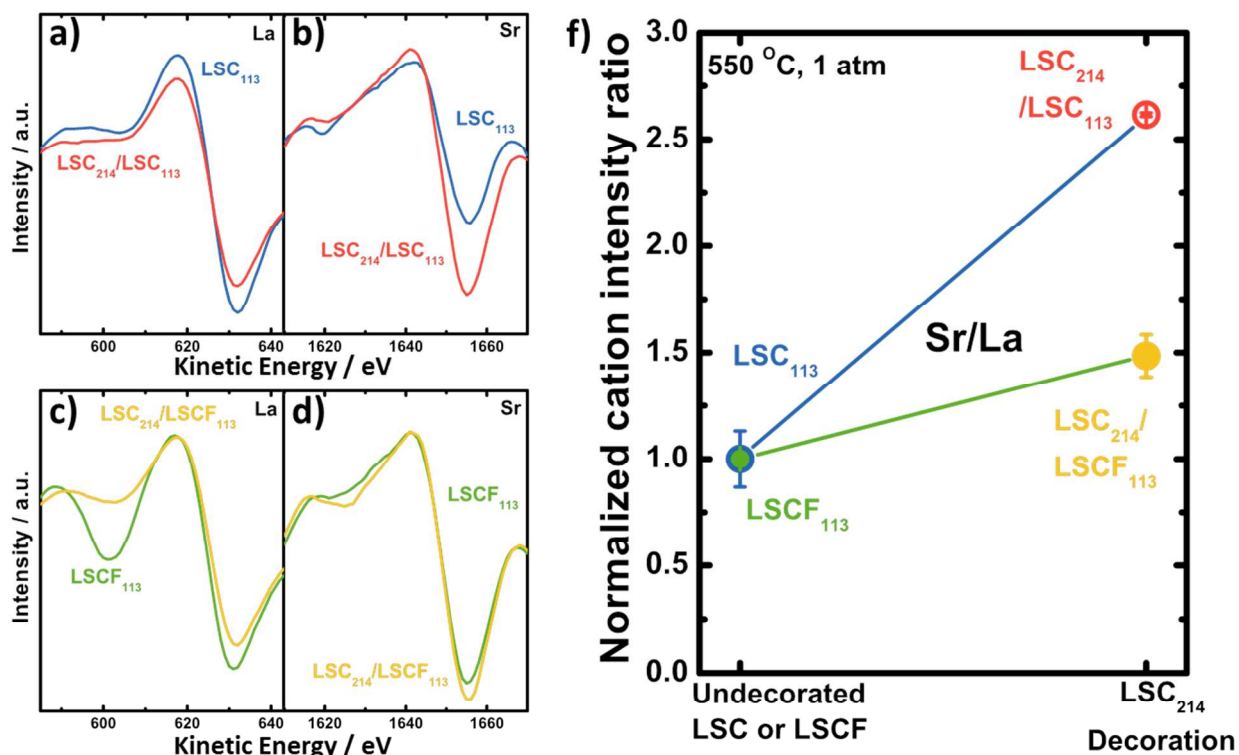 a)
La
LSC113
LSC214/LSC113
Intensity / a.u.
600
620
640
b)
Sr
LSC113
LSC214/LSC113
1620
1640
1660
Kinetic Energy / eV
c)
La
LSC214/LSCF113
LSCF113
Intensity / a.u.
600
620
640
d)
Sr
LSCF113
LSC214/LSCF113
1620
1640
1660
Kinetic Energy / eV
f)
Normalized cation intensity ratio
3.0
2.5
2.0
1.5
1.0
0.5
0.0
550 °C, 1 atm
LSC214
/LSC113
Sr/La
LSC113
LSCF113
LSC214/
LSCF113
Undecorated
LSC or LSCF
LSC214
Decoration